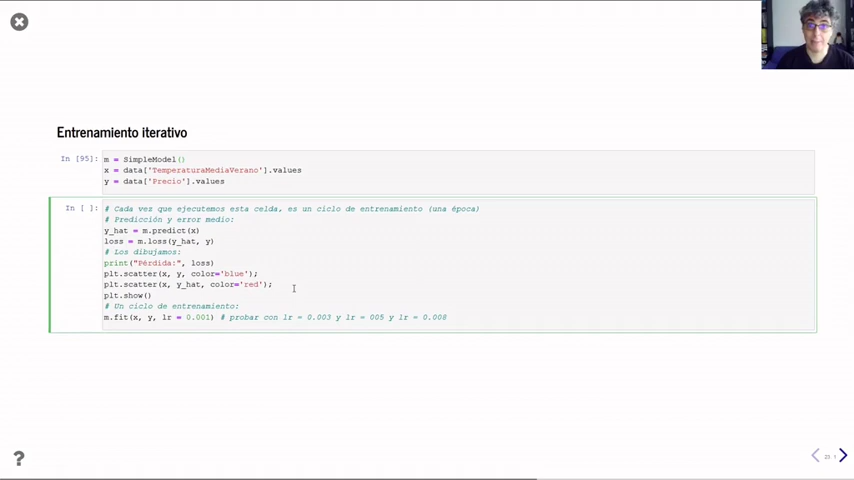 Entrenamiento iterativo
In [95]: m = SimpleModel()
x = data['TemperaturaMediaVerano'].values
y = data['Precio'].values
In [ ]: # Cada vez que ejecutemos esta celda, es un ciclo de entrenamiento (una época)
# Predicción y error medio:
y_hat = m.predict(x)
loss = m.loss(y_hat, y)
# Los dibujamos:
print("Pérdida:", loss)
plt.scatter(x, y, color='blue');
plt.scatter(x, y_hat, color='red');
plt.show()
# Un ciclo de entrenamiento:
m.fit(x, y, lr = 0.001) # probar con lr = 0.003 y lr = 005 y lr = 0.008
?
23 1